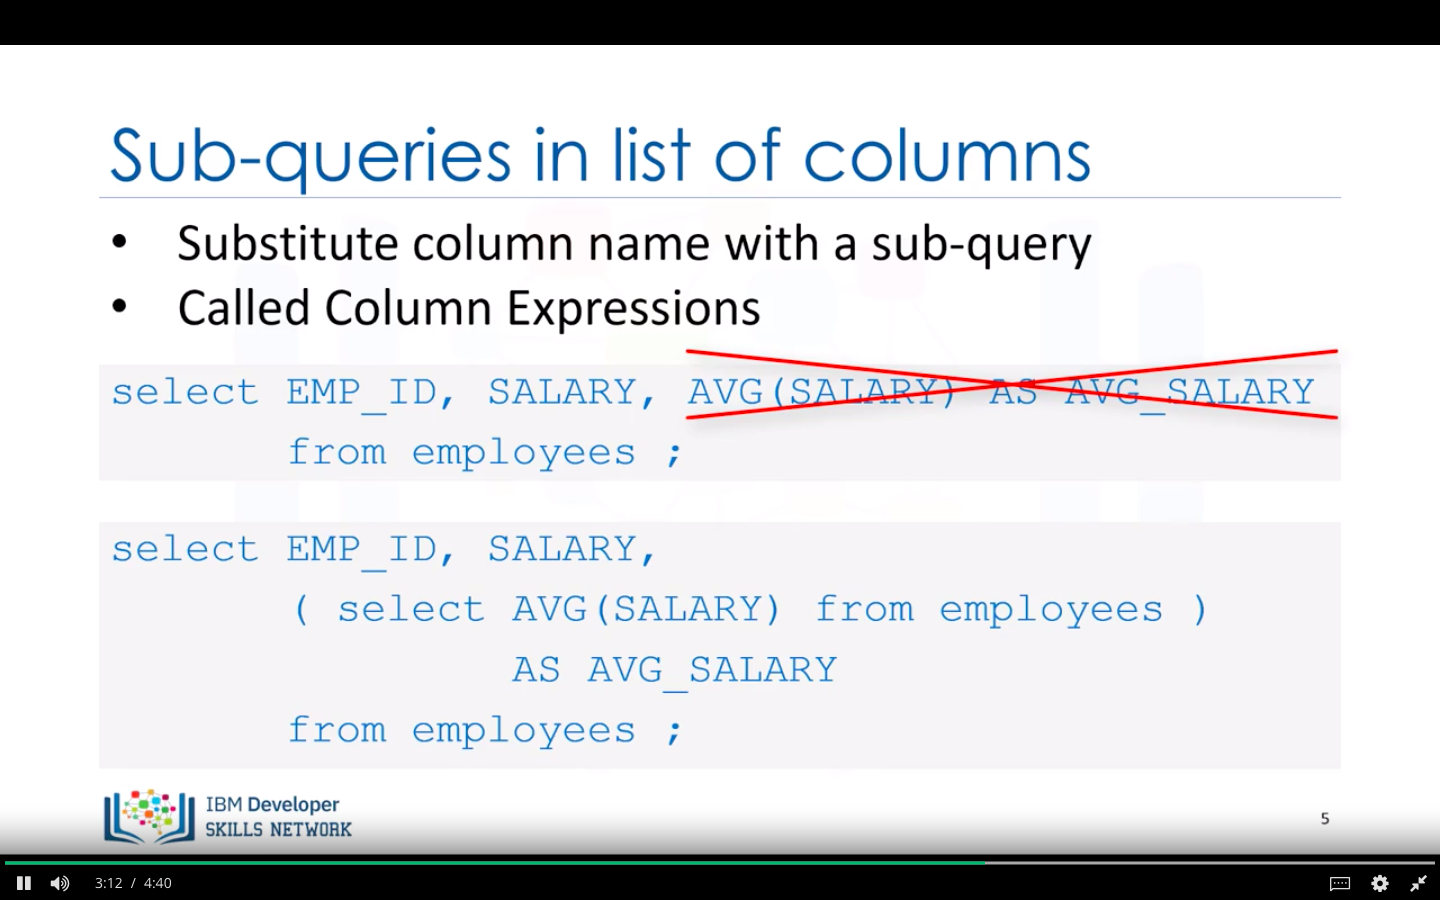 Sub-queries in list of columns
• Substitute column name with a sub-query
• Called Column Expressions
select EMP_ID, SALARY, AVG(SALARY) AS AVG_SALARY
from employees ;
select EMP_ID, SALARY,
( select AVG(SALARY) from employees )
AS AVG_SALARY
from employees ;
IBM Developer
SKILLS NETWORK
5
3:12 / 4:40